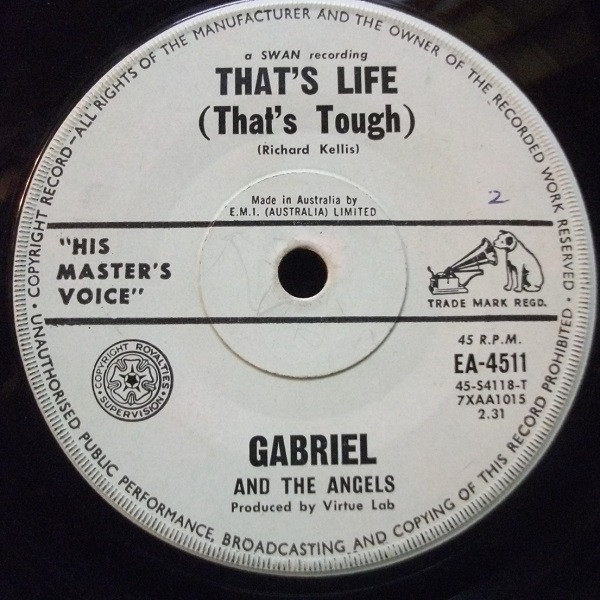 UNAUTHORISED PUBLIC PERFORMANCE, BROADCASTING AND COPYING OF THIS RECORD PROHIBITED · COPYRIGHT RECORD—ALL RIGHTS OF THE MANUFACTURER AND THE OWNER OF THE RECORDED WORK RESERVED ·
a SWAN recording
THAT'S LIFE
(That's Tough)
(Richard Kellis)
Made in Australia by
E.M.I. (AUSTRALIA) LIMITED
2
"HIS
MASTER'S
VOICE"
TRADE MARK REGD.
COPYRIGHT ROYALTIES
SUPERVISION
45 R.P.M.
EA-4511
45-S4118-T
7XAA1015
2.31
GABRIEL
AND THE ANGELS
Produced by Virtue Lab